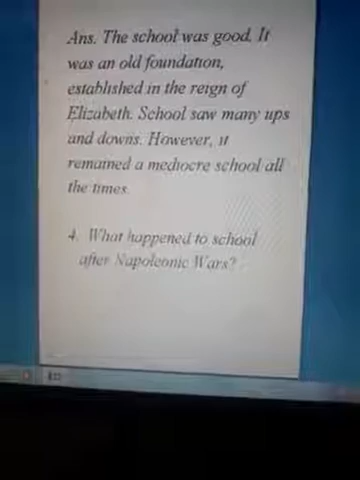 Ans. The school was good. It
was an old foundation,
established in the reign of
Elizabeth. School saw many ups
and downs. However, it
remained a mediocre school all
the times.
4. What happened to school
after Napoleonic Wars?